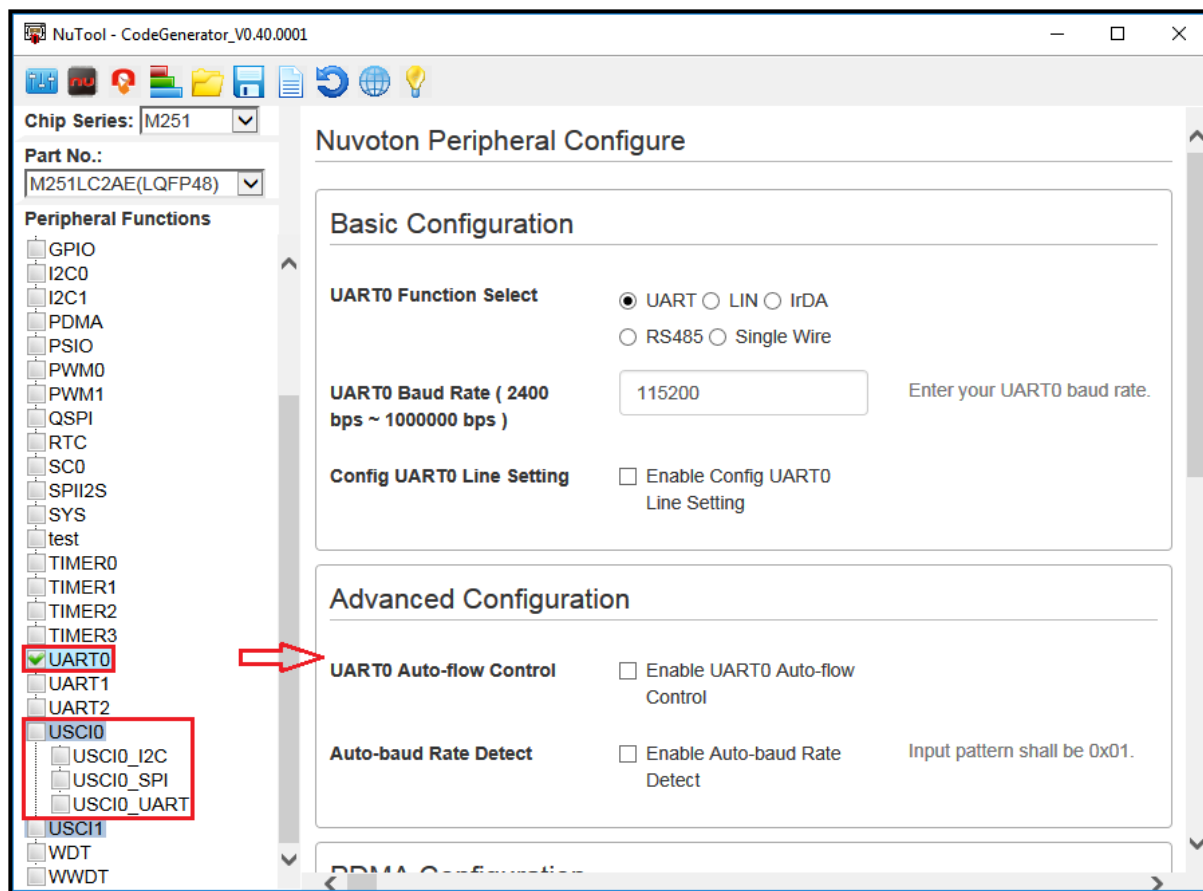 NuTool - CodeGenerator_V0.40.0001
nu
Chip Series: M251
Part No.:
M251LC2AE(LQFP48)
Peripheral Functions
GPIO
I2C0
I2C1
PDMA
PSIO
PWM0
PWM1
QSPI
RTC
SC0
SPII2S
SYS
test
TIMER0
TIMER1
TIMER2
TIMER3
UART0
UART1
UART2
USCI0
USCI0_I2C
USCI0_SPI
USCI0_UART
USCI1
WDT
WWDT
Nuvoton Peripheral Configure
Basic Configuration
UART0 Function Select
UART LIN IrDA
RS485 Single Wire
UART0 Baud Rate ( 2400
bps ~ 1000000 bps )
115200
Enter your UART0 baud rate.
Config UART0 Line Setting
Enable Config UART0
Line Setting
Advanced Configuration
UART0 Auto-flow Control
Enable UART0 Auto-flow
Control
Auto-baud Rate Detect
Enable Auto-baud Rate
Detect
Input pattern shall be 0x01.
PDMA Configuration